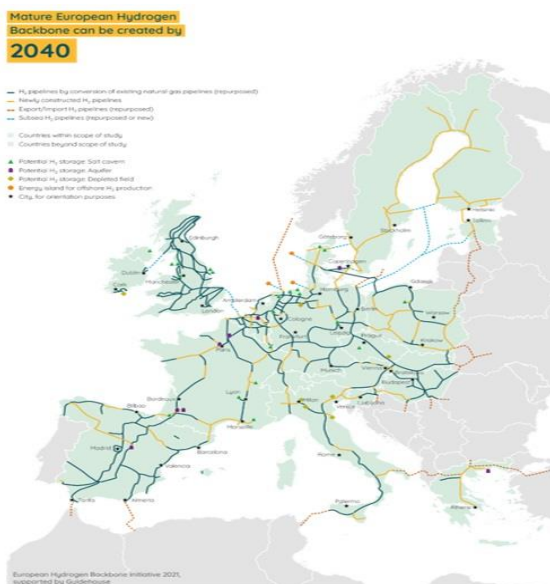 Mature European Hydrogen
Backbone can be created by
2040
H₂ pipelines by conversion of existing natural gas pipelines (repurposed)
Newly constructed H₂ pipelines
Export/Import H₂ pipelines (repurposed)
Subsea H₂ pipelines (repurposed or new)
Countries within scope of study
Countries beyond scope of study
Potential H₂ storage: Salt cavern
Potential H₂ storage: Aquifer
Potential H₂ storage: Depleted field
Energy island for offshore H₂ production
City, for orientation purposes
Helsinki
Tallinn
Stockholm
Göteborg
Edinburgh
Copenhagen
Dublin
Manchester
Cork
Gdansk
Hamburg
Amsterdam
London
Berlin
Warsaw
Cologne
Leipzig
Frankfurt
Prague
Krakow
Paris
Munich
Vienna
Bratislava
Budapest
Lyon
Milan
Venice
Ljubljana
Bordeaux
Bilbao
Marseille
Madrid
Barcelona
Rome
Valencia
Tarifa
Almeria
Palermo
Athens
European Hydrogen Backbone initiative 2021,
supported by Guidehouse